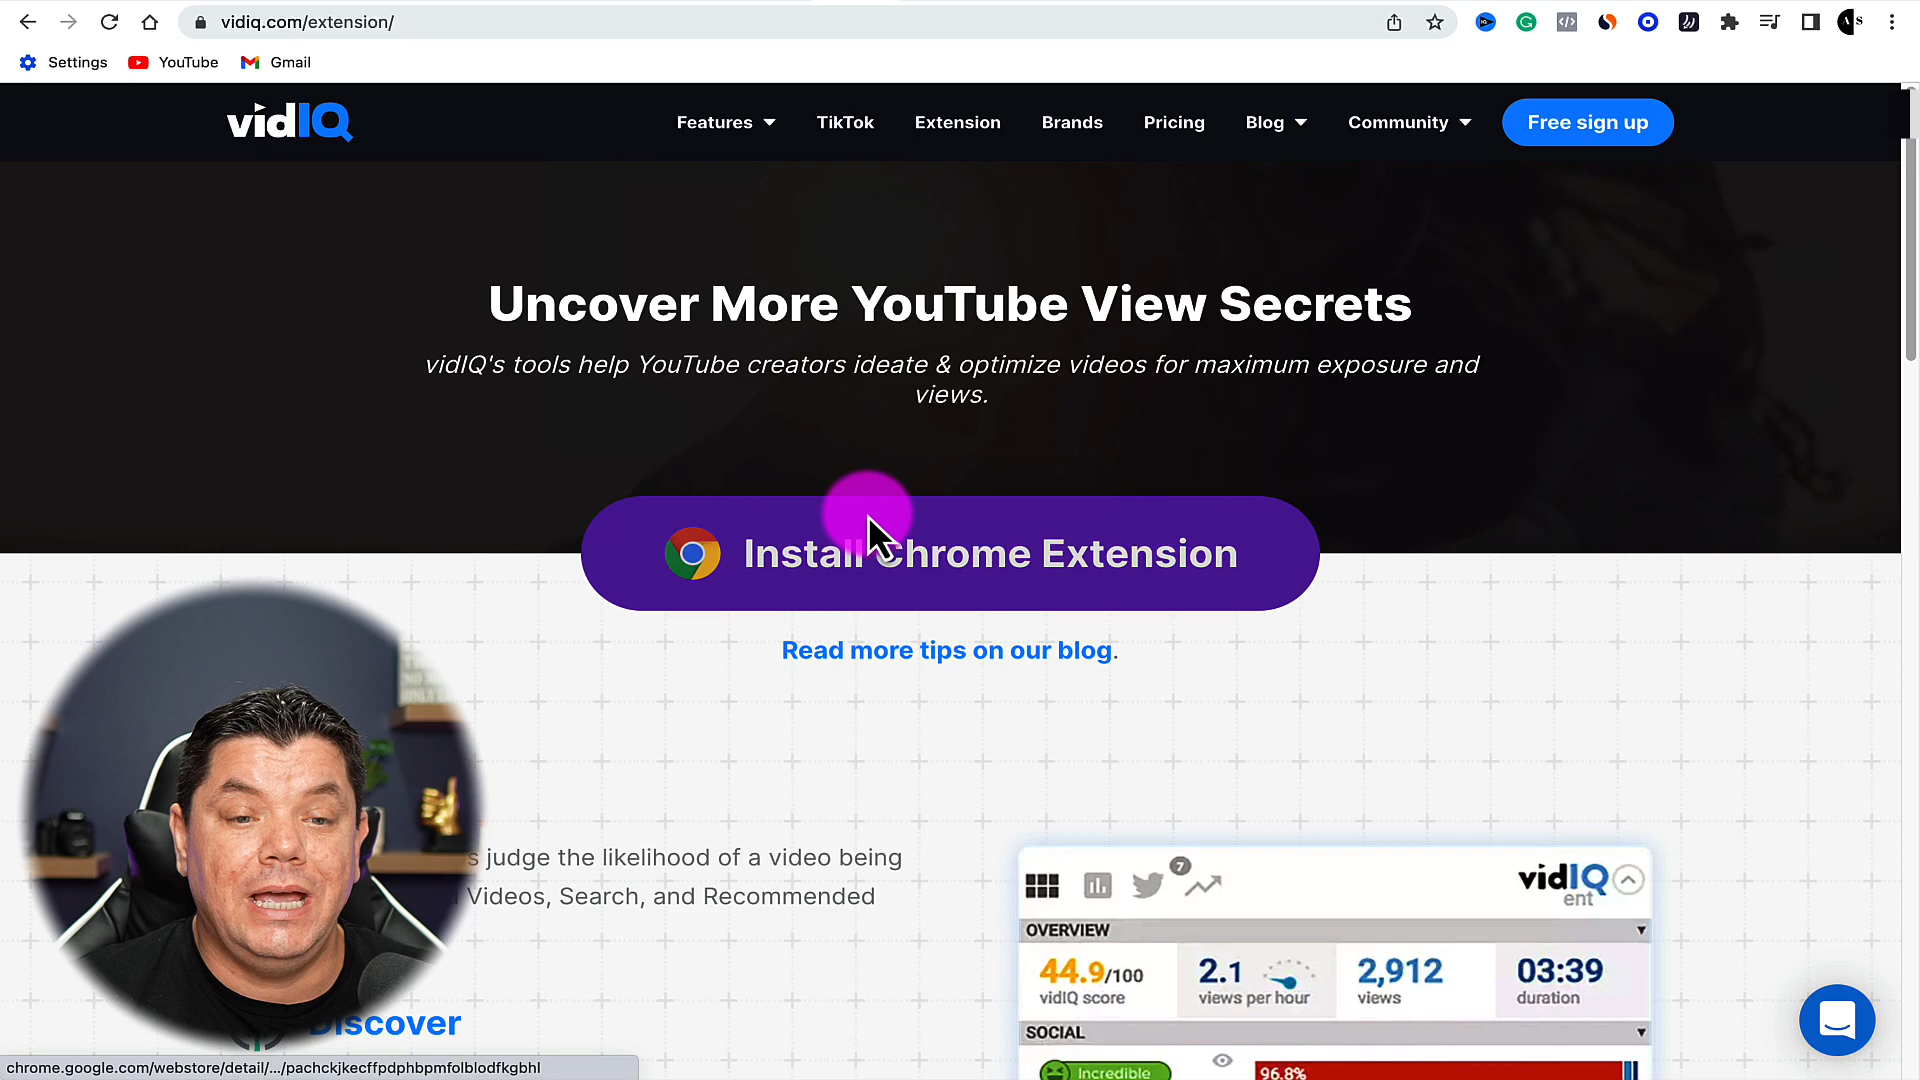 vidiq.com/extension/
Settings YouTube Gmail
vidIQ Features TikTok Extension Brands Pricing Blog Community Free sign up
Uncover More YouTube View Secrets
vidIQ's tools help YouTube creators ideate & optimize videos for maximum exposure and
views.
Install Chrome Extension
Read more tips on our blog.
s judge the likelihood of a video being
Videos, Search, and Recommended
Discover
7
vidIQ
ent
OVERVIEW
44.9/100 2.1 2,912 03:39
vidIQ score views per hour views duration
SOCIAL
Incredible 96.8%
chrome.google.com/webstore/detail/.../pachckjkecffpdphbpmfolblodfkgbhl